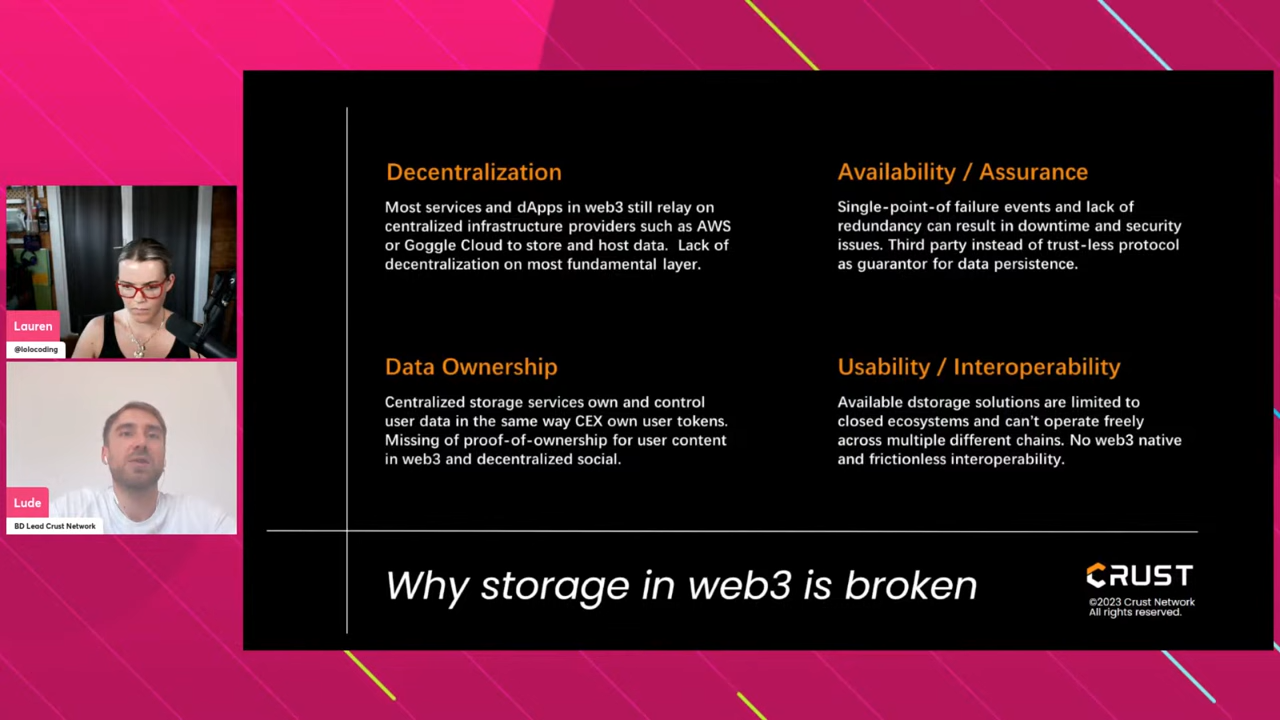 Decentralization
Most services and dApps in web3 still relay on
centralized infrastructure providers such as AWS
or Goggle Cloud to store and host data. Lack of
decentralization on most fundamental layer.
Availability / Assurance
Single-point-of failure events and lack of
redundancy can result in downtime and security
issues. Third party instead of trust-less protocol
as guarantor for data persistence.
Data Ownership
Centralized storage services own and control
user data in the same way CEX own user tokens.
Missing of proof-of-ownership for user content
in web3 and decentralized social.
Usability / Interoperability
Available dstorage solutions are limited to
closed ecosystems and can't operate freely
across multiple different chains. No web3 native
and frictionless interoperability.
Why storage in web3 is broken
CRUST
©2023 Crust Network
All rights reserved.
Lauren
@lolocoding
Lude
BD Lead Crust Network